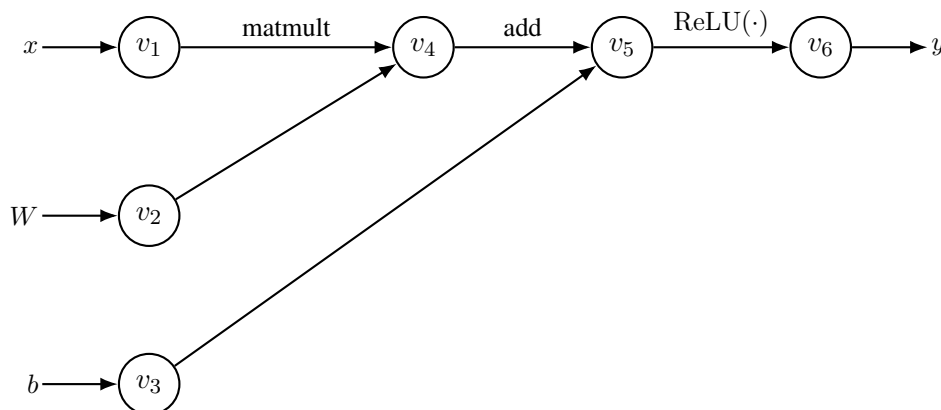 matmult add ReLU(·)
x v₁ v₄ v₅ v₆ y
W v₂
b v₃